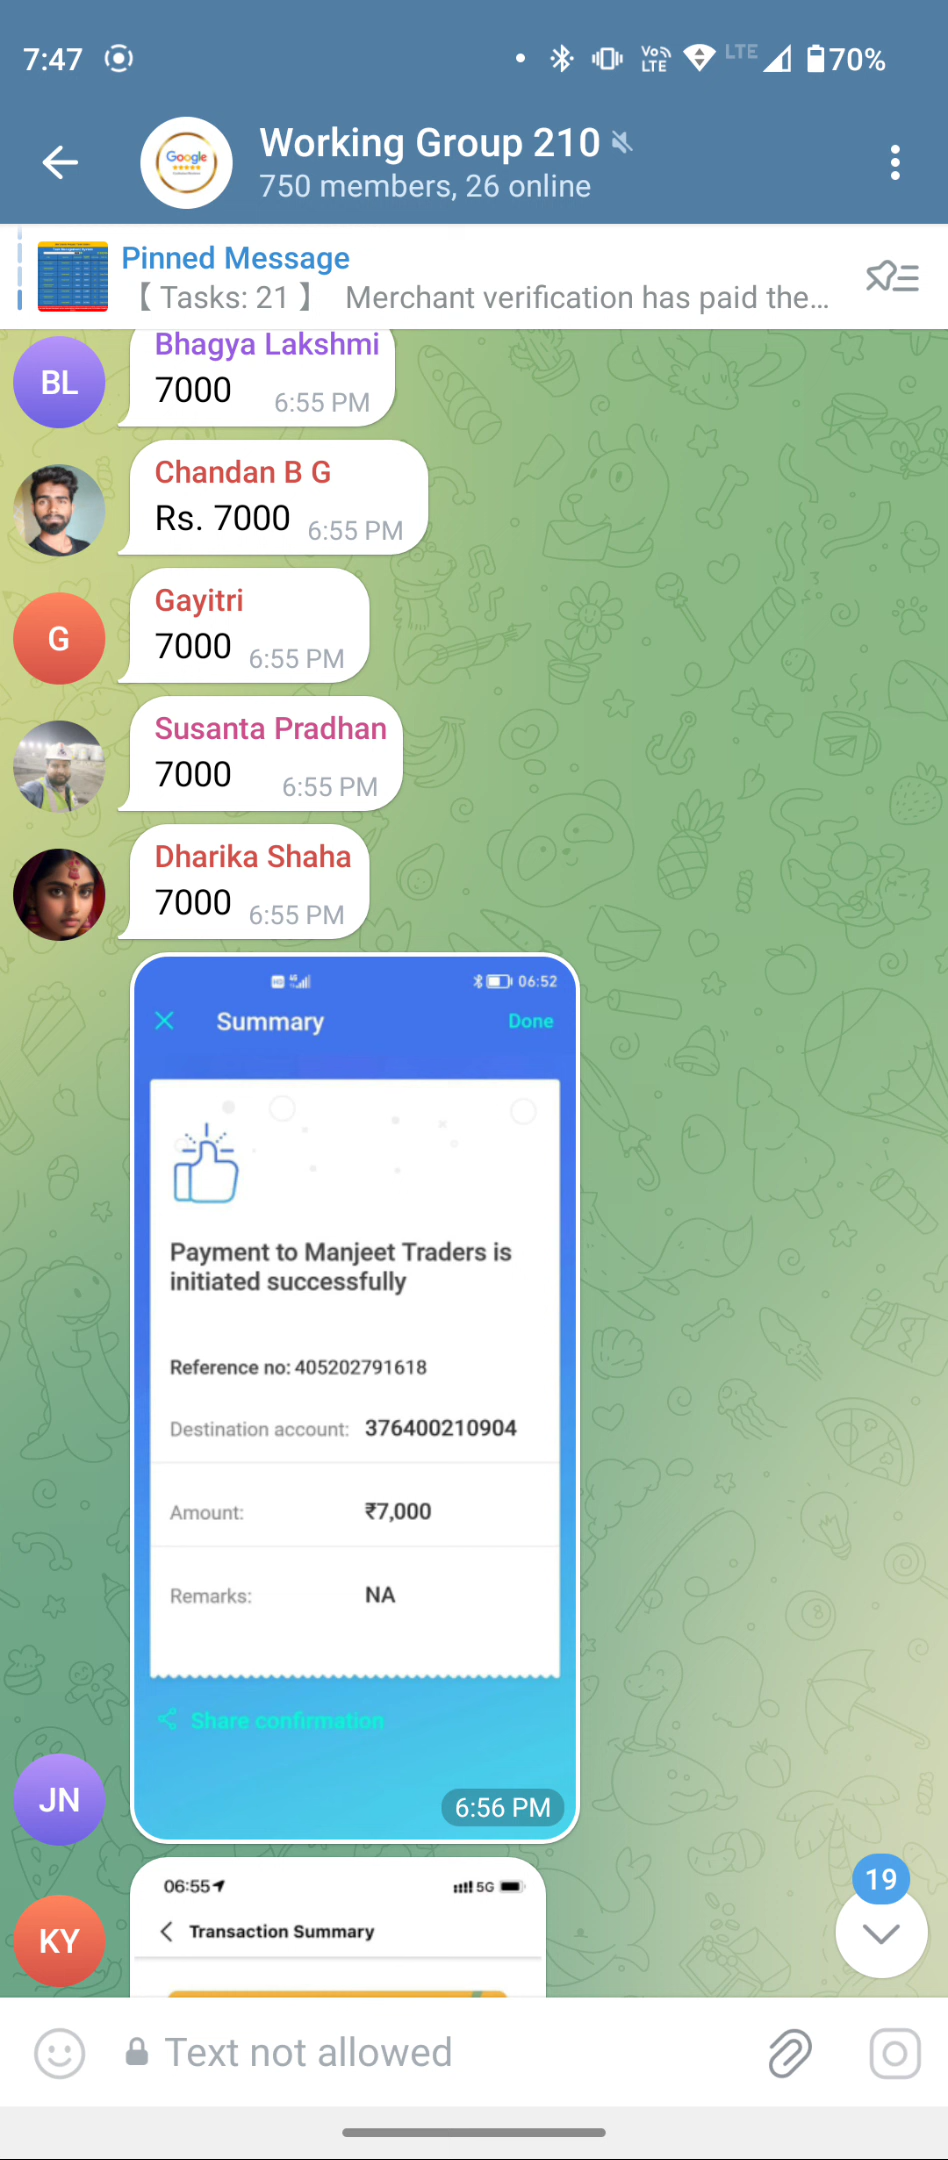 7:47
VoLTE LTE 70%
Google
Working Group 210
750 members, 26 online
Pinned Message
【 Tasks: 21 】 Merchant verification has paid the...
BL
Bhagya Lakshmi
7000 6:55 PM
Chandan B G
Rs. 7000 6:55 PM
G
Gayitri
7000 6:55 PM
Susanta Pradhan
7000 6:55 PM
Dharika Shaha
7000 6:55 PM
06:52
Summary Done
Payment to Manjeet Traders is
initiated successfully
Reference no: 405202791618
Destination account: 376400210904
Amount: ₹7,000
Remarks: NA
Share confirmation
JN
6:56 PM
06:55 5G
KY
Transaction Summary
19
Text not allowed